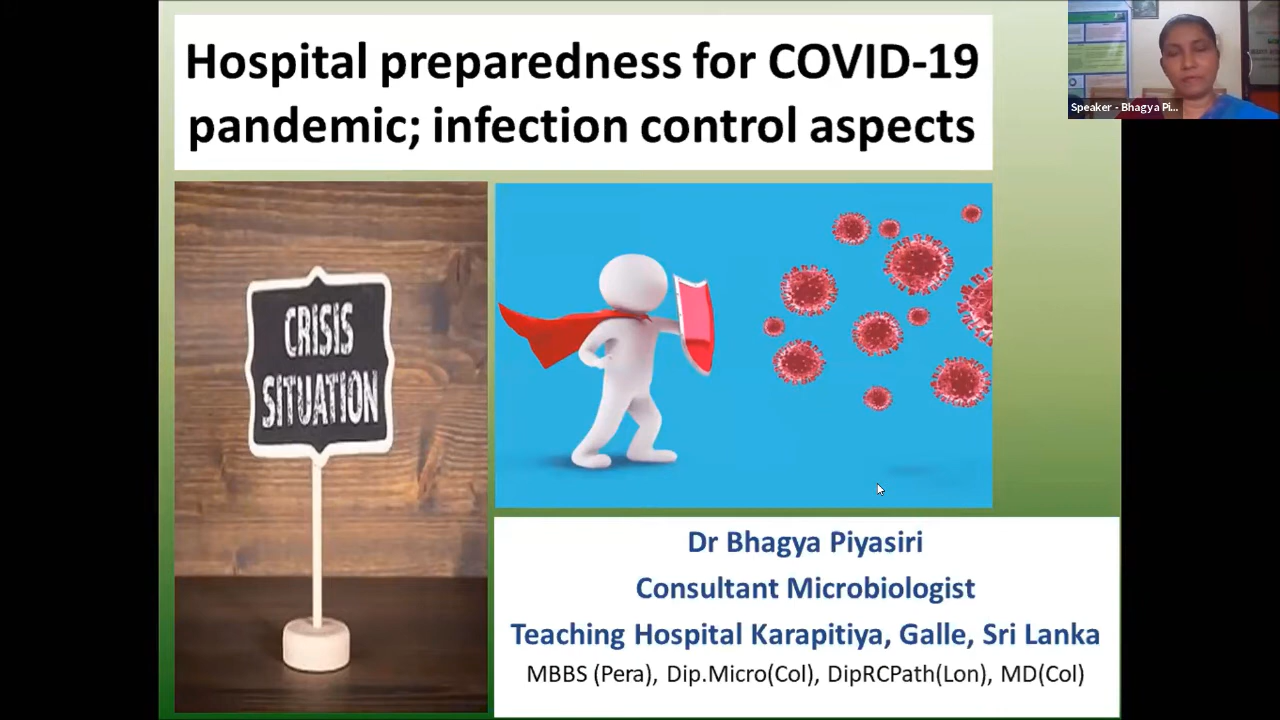 Hospital preparedness for COVID-19
pandemic; infection control aspects
Speaker - Bhagya Pi...
CRISIS
SITUATION
Dr Bhagya Piyasiri
Consultant Microbiologist
Teaching Hospital Karapitiya, Galle, Sri Lanka
MBBS (Pera), Dip.Micro(Col), DipRCPath(Lon), MD(Col)